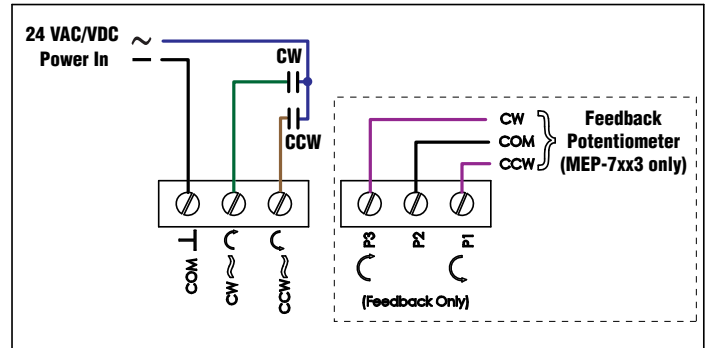 24 VAC/VDC
Power In
CW
CCW
CW
COM
CCW
Feedback
Potentiometer
(MEP-7xx3 only)
COM
CW
CCW
P3
P2
P1
(Feedback Only)